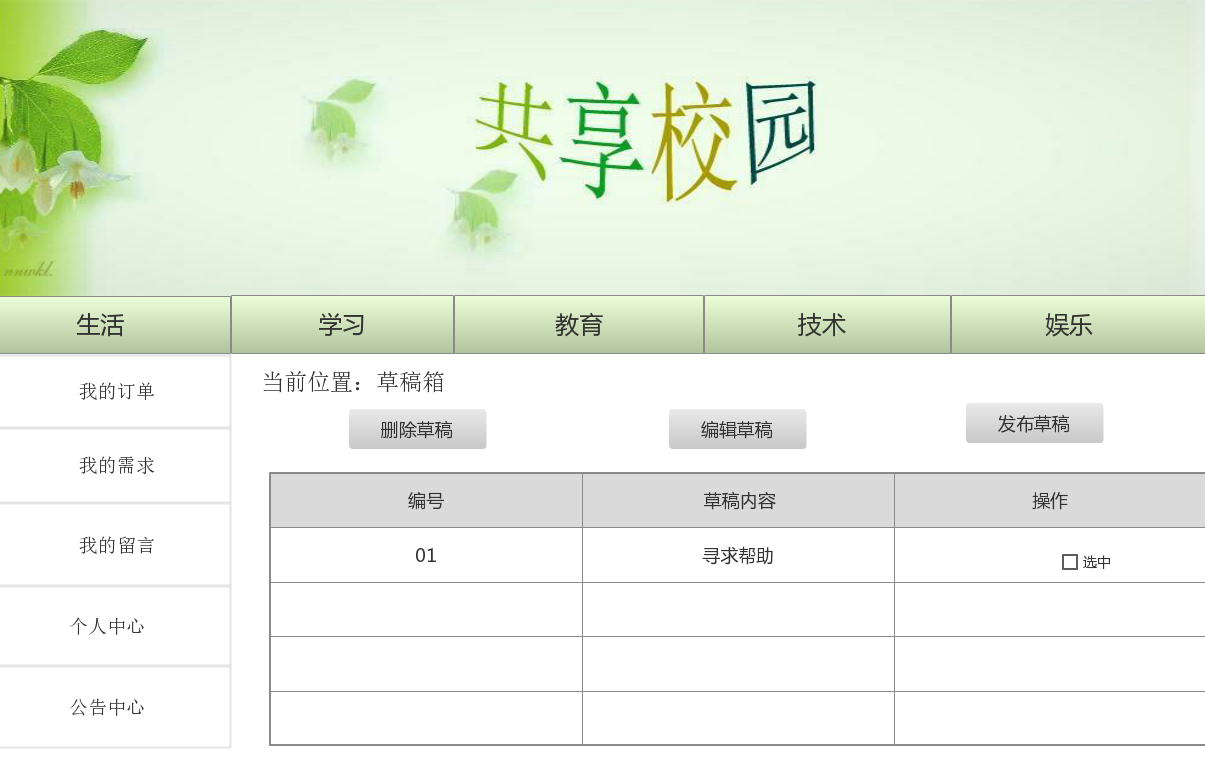 共享校园
nnwkl.
生活 学习 教育 技术 娱乐
我的订单
我的需求
我的留言
个人中心
公告中心
当前位置：草稿箱
删除草稿 编辑草稿 发布草稿
编号 草稿内容 操作
01 寻求帮助 选中